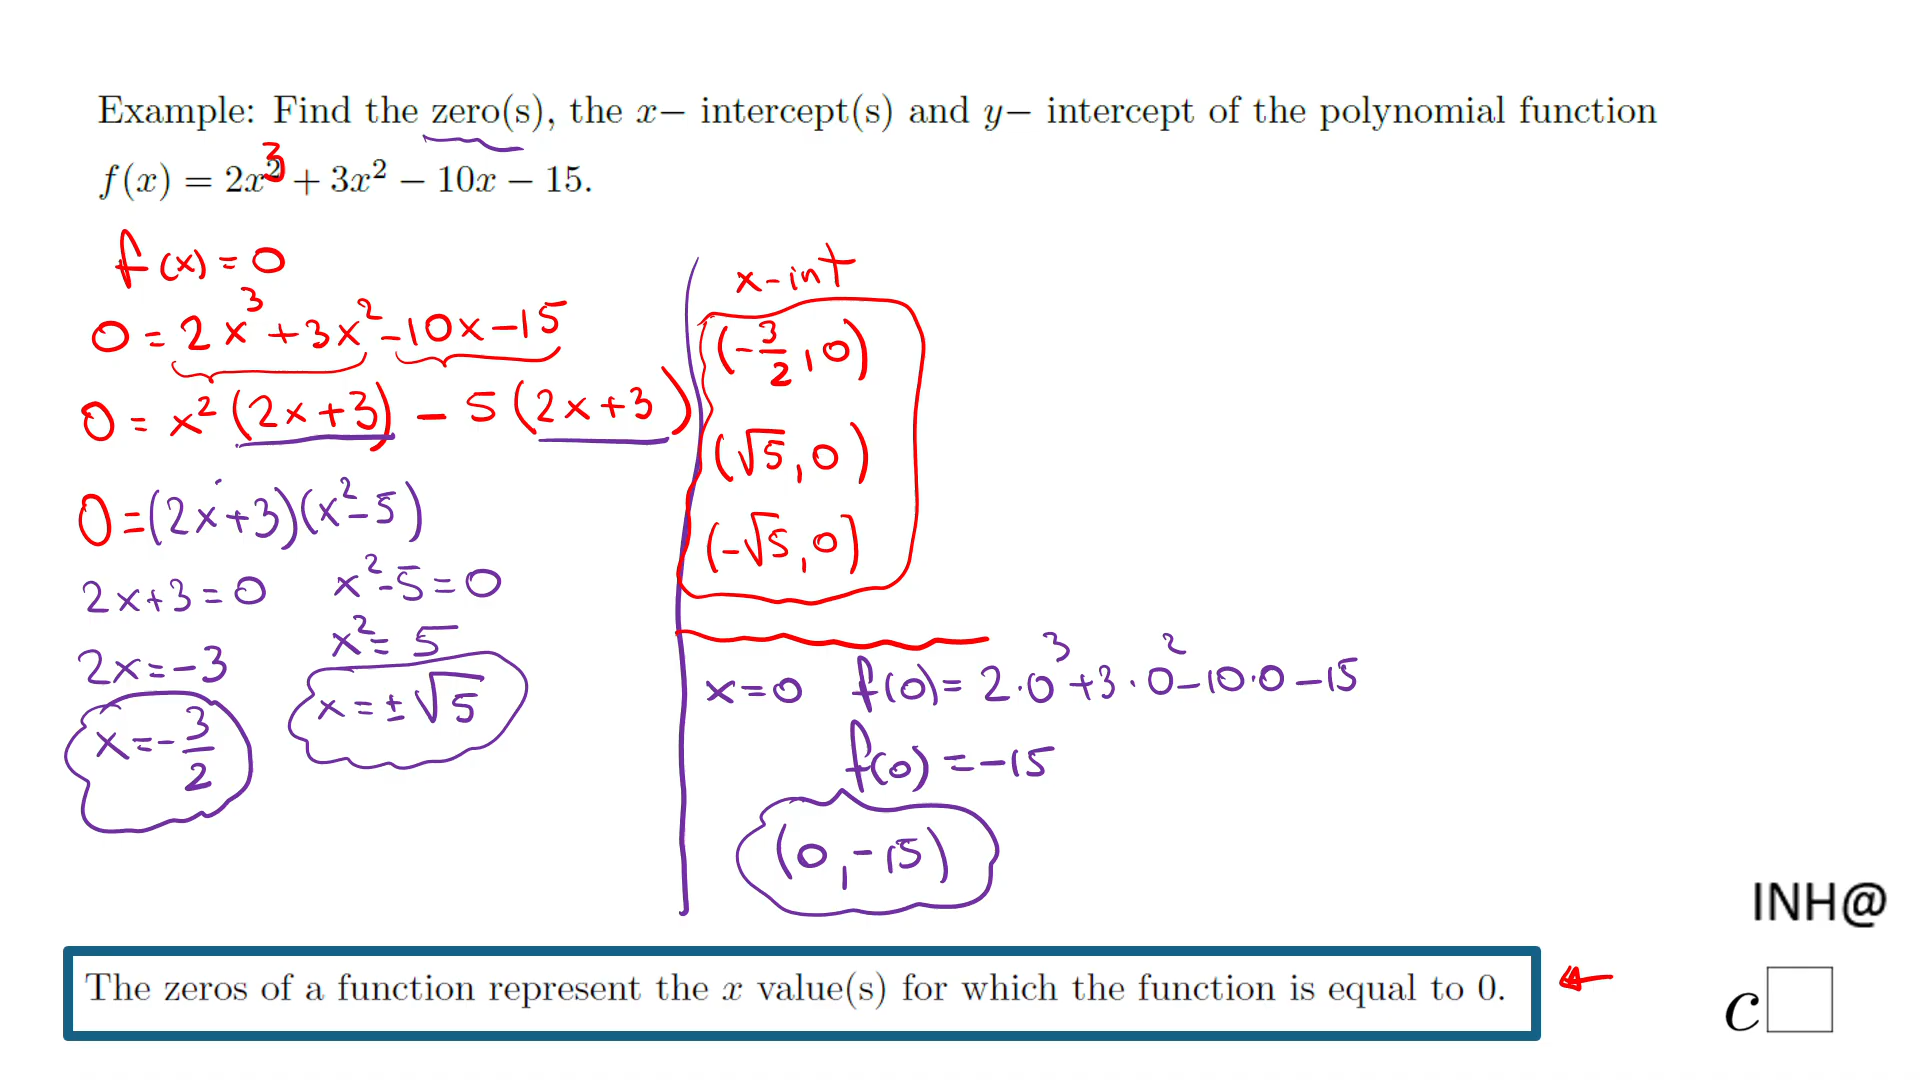 Example: Find the zero(s), the x− intercept(s) and y− intercept of the polynomial function
f(x) = 2x³ + 3x² − 10x − 15.
f(x) = 0
0 = 2x³ + 3x² − 10x − 15
0 = x² (2x + 3) − 5 (2x + 3)
0 = (2x + 3)(x² − 5)
2x + 3 = 0
2x = −3
x = −3/2
x² − 5 = 0
x² = 5
x = ±√5
x-int
(−3/2, 0)
(√5, 0)
(−√5, 0)
x = 0 f(0) = 2·0³ + 3·0² − 10·0 − 15
f(0) = −15
(0, −15)
The zeros of a function represent the x value(s) for which the function is equal to 0.
INH@
c